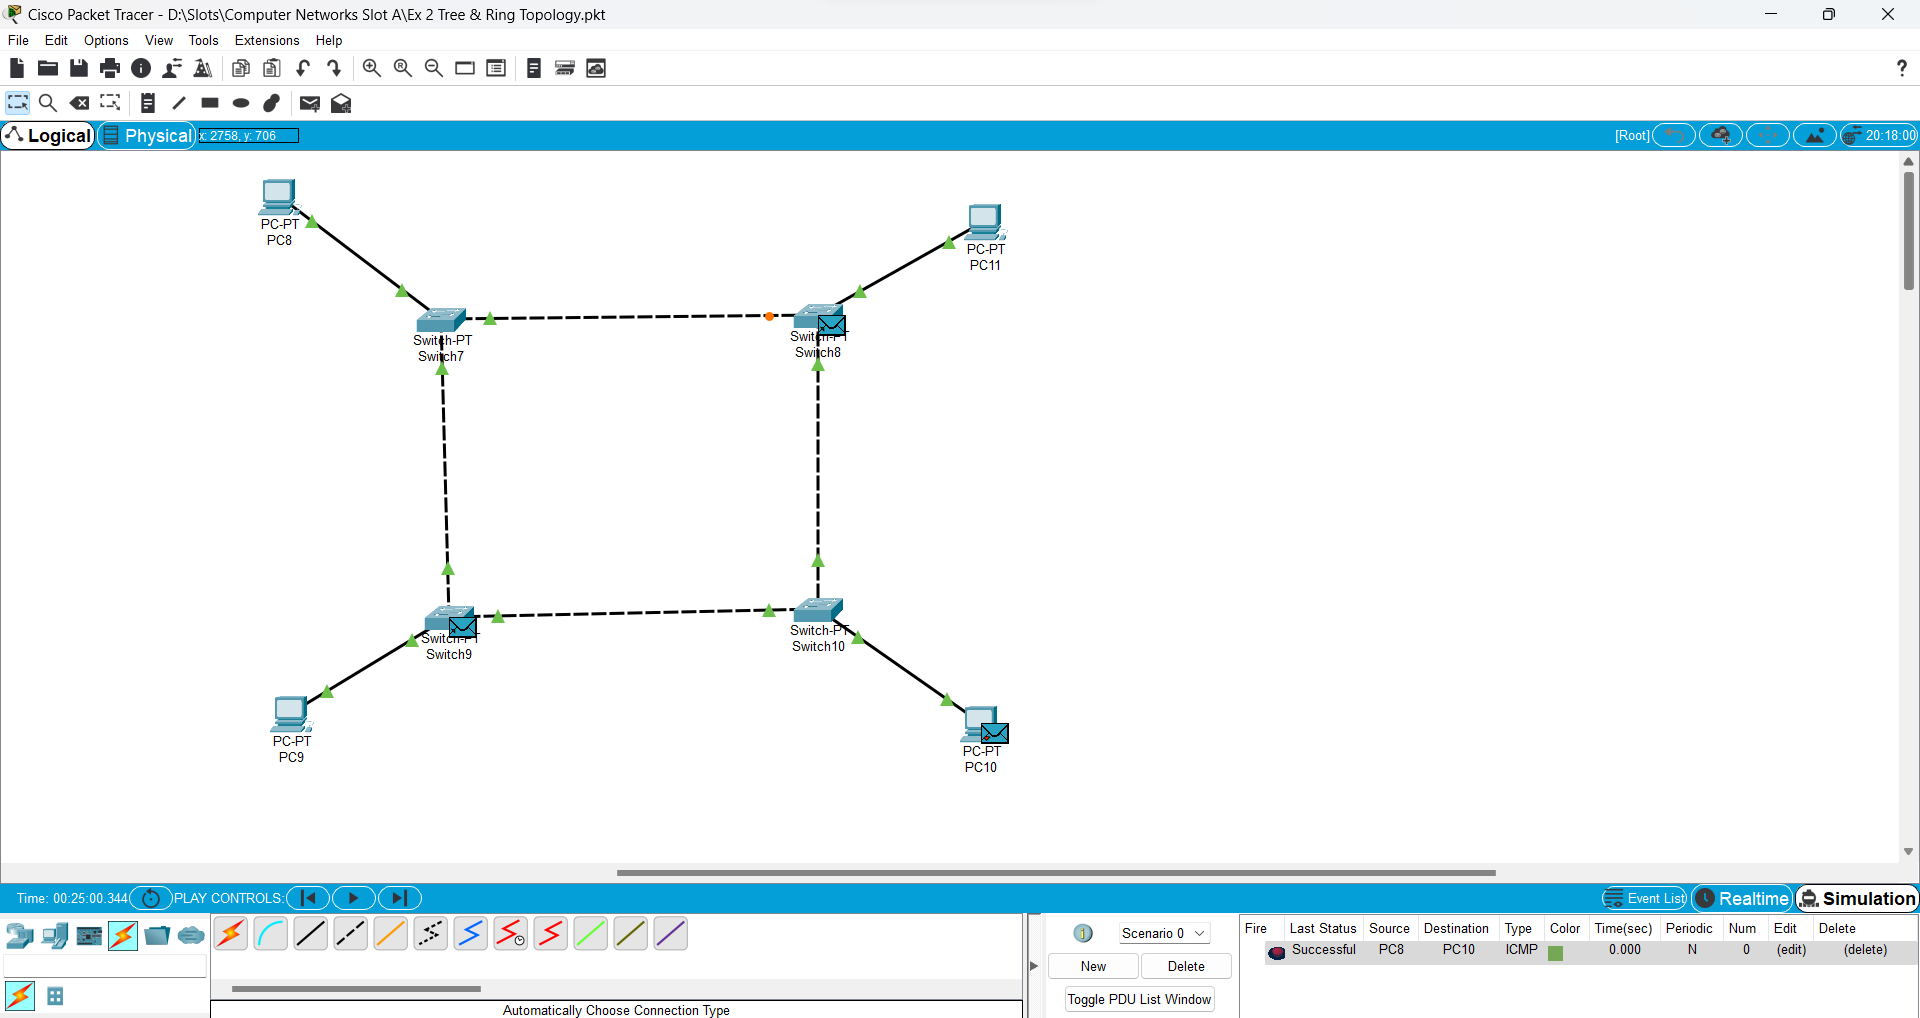 Cisco Packet Tracer - D:\Slots\Computer Networks Slot A\Ex 2 Tree & Ring Topology.pkt
File Edit Options View Tools Extensions Help
Logical Physical x: 2758, y: 706 [Root] 20:18:00
PC-PT
PC8
PC-PT
PC11
Switch-PT
Switch7
Switch-PT
Switch8
Switch-PT
Switch9
Switch-PT
Switch10
PC-PT
PC9
PC-PT
PC10
Time: 00:25:00.344 PLAY CONTROLS: Event List Realtime Simulation
Scenario 0
New Delete
Toggle PDU List Window
Fire Last Status Source Destination Type Color Time(sec) Periodic Num Edit Delete
Successful PC8 PC10 ICMP 0.000 N 0 (edit) (delete)
Automatically Choose Connection Type